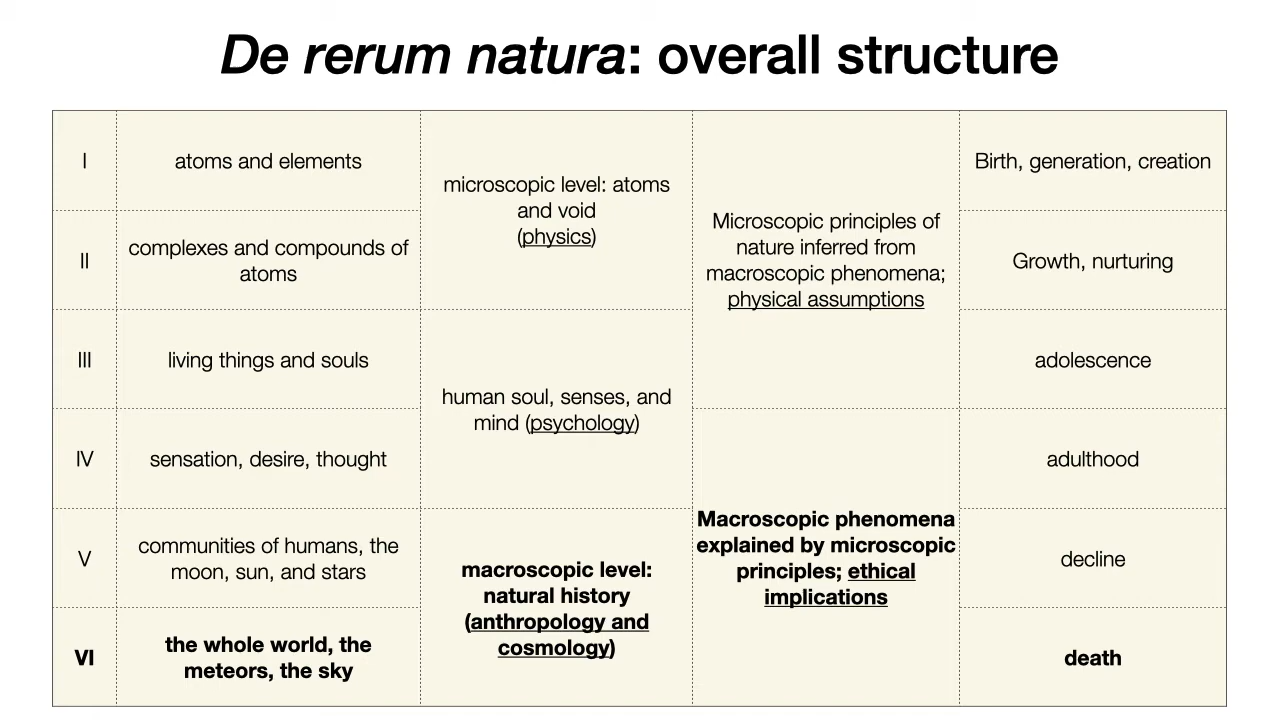 De rerum natura: overall structure
I
atoms and elements
microscopic level: atoms
and void
(physics)
Microscopic principles of
nature inferred from
macroscopic phenomena;
physical assumptions
Birth, generation, creation
II
complexes and compounds of
atoms
Growth, nurturing
III
living things and souls
human soul, senses, and
mind (psychology)
adolescence
IV
sensation, desire, thought
Macroscopic phenomena
explained by microscopic
principles; ethical
implications
adulthood
V
communities of humans, the
moon, sun, and stars
macroscopic level:
natural history
(anthropology and
cosmology)
decline
VI
the whole world, the
meteors, the sky
death